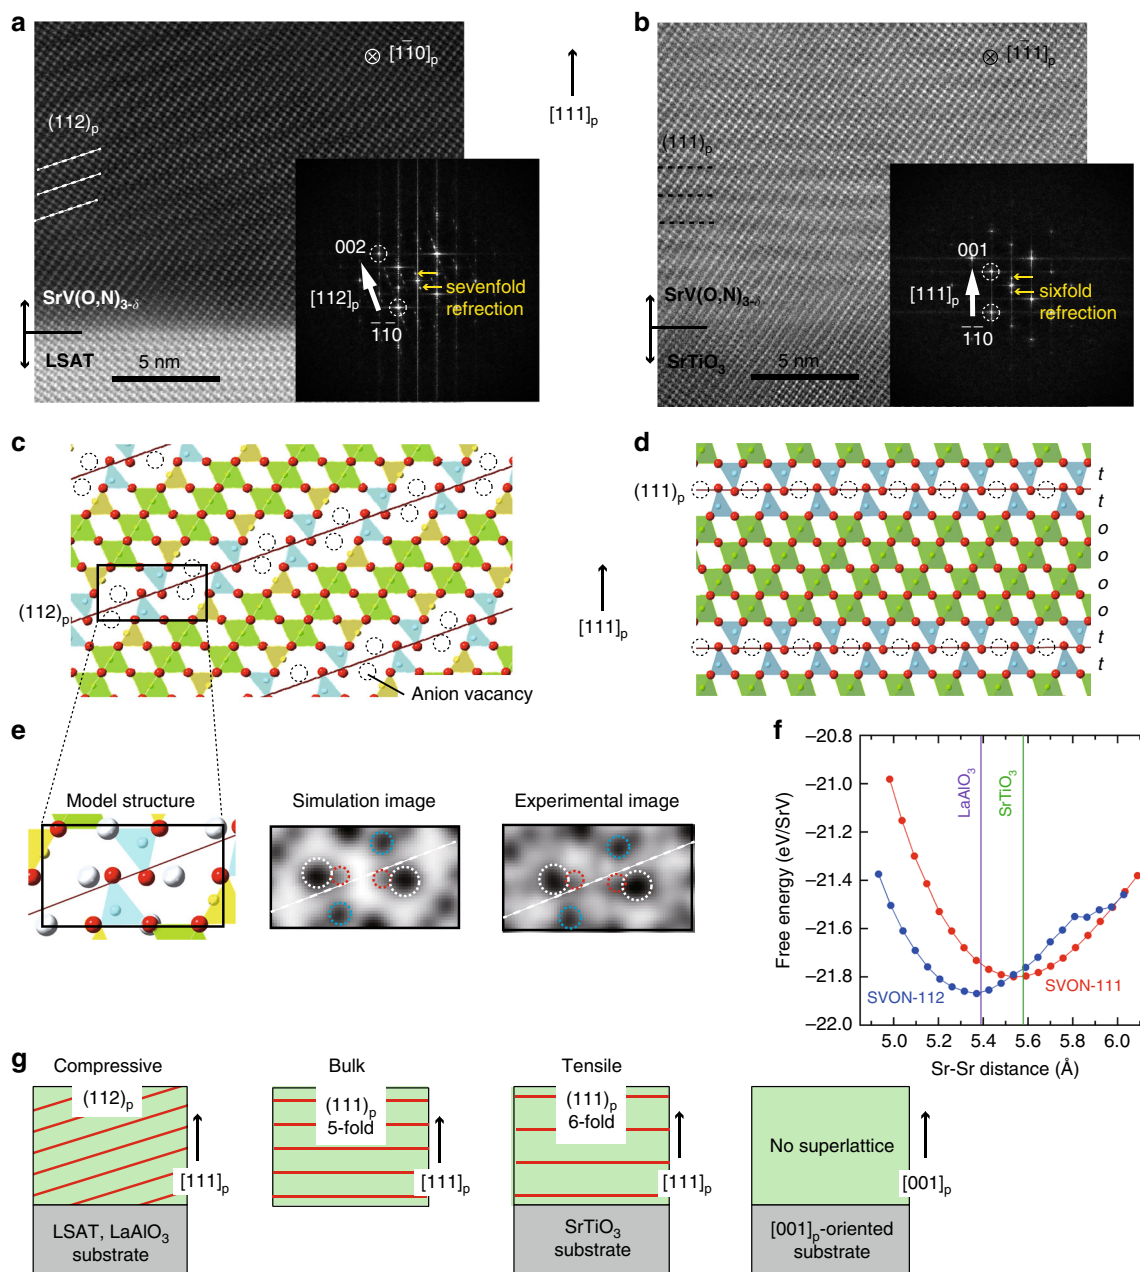 a
[1̅1̅0]p
(112)p
002
[112]p
1̅1̅0
sevenfold
refrection
SrV(O,N)3-δ
LSAT
5 nm
[111]p
b
[1̅1̅1]p
(111)p
001
[111]p
1̅1̅0
sixfold
refrection
SrV(O,N)3-δ
SrTiO3
5 nm
c
(112)p
Anion vacancy
[111]p
d
(111)p
t
t
o
o
o
o
t
t
e
Model structure
Simulation image
Experimental image
f
Free energy (eV/SrV)
–20.8
–21.0
–21.2
–21.4
–21.6
–21.8
–22.0
LaAlO3
SrTiO3
SVON-112
SVON-111
5.0 5.2 5.4 5.6 5.8 6.0
Sr-Sr distance (Å)
g
Compressive
(112)p
[111]p
LSAT, LaAlO3
substrate
Bulk
(111)p
5-fold
[111]p
Tensile
(111)p
6-fold
[111]p
SrTiO3
substrate
No superlattice
[001]p
[001]p-oriented
substrate